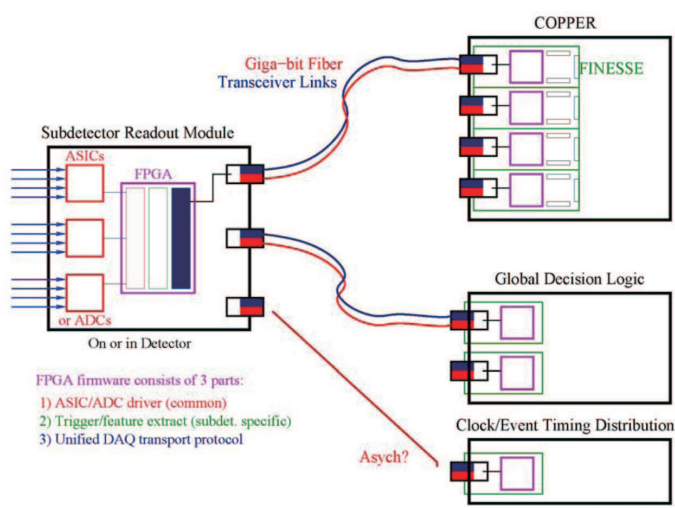 COPPER
Giga-bit Fiber
Transceiver Links
FINESSE
Subdetector Readout Module
ASICs
FPGA
or ADCs
On or in Detector
Global Decision Logic
FPGA firmware consists of 3 parts:
1) ASIC/ADC driver (common)
2) Trigger/feature extract (subdet. specific)
3) Unified DAQ transport protocol
Clock/Event Timing Distribution
Asych?